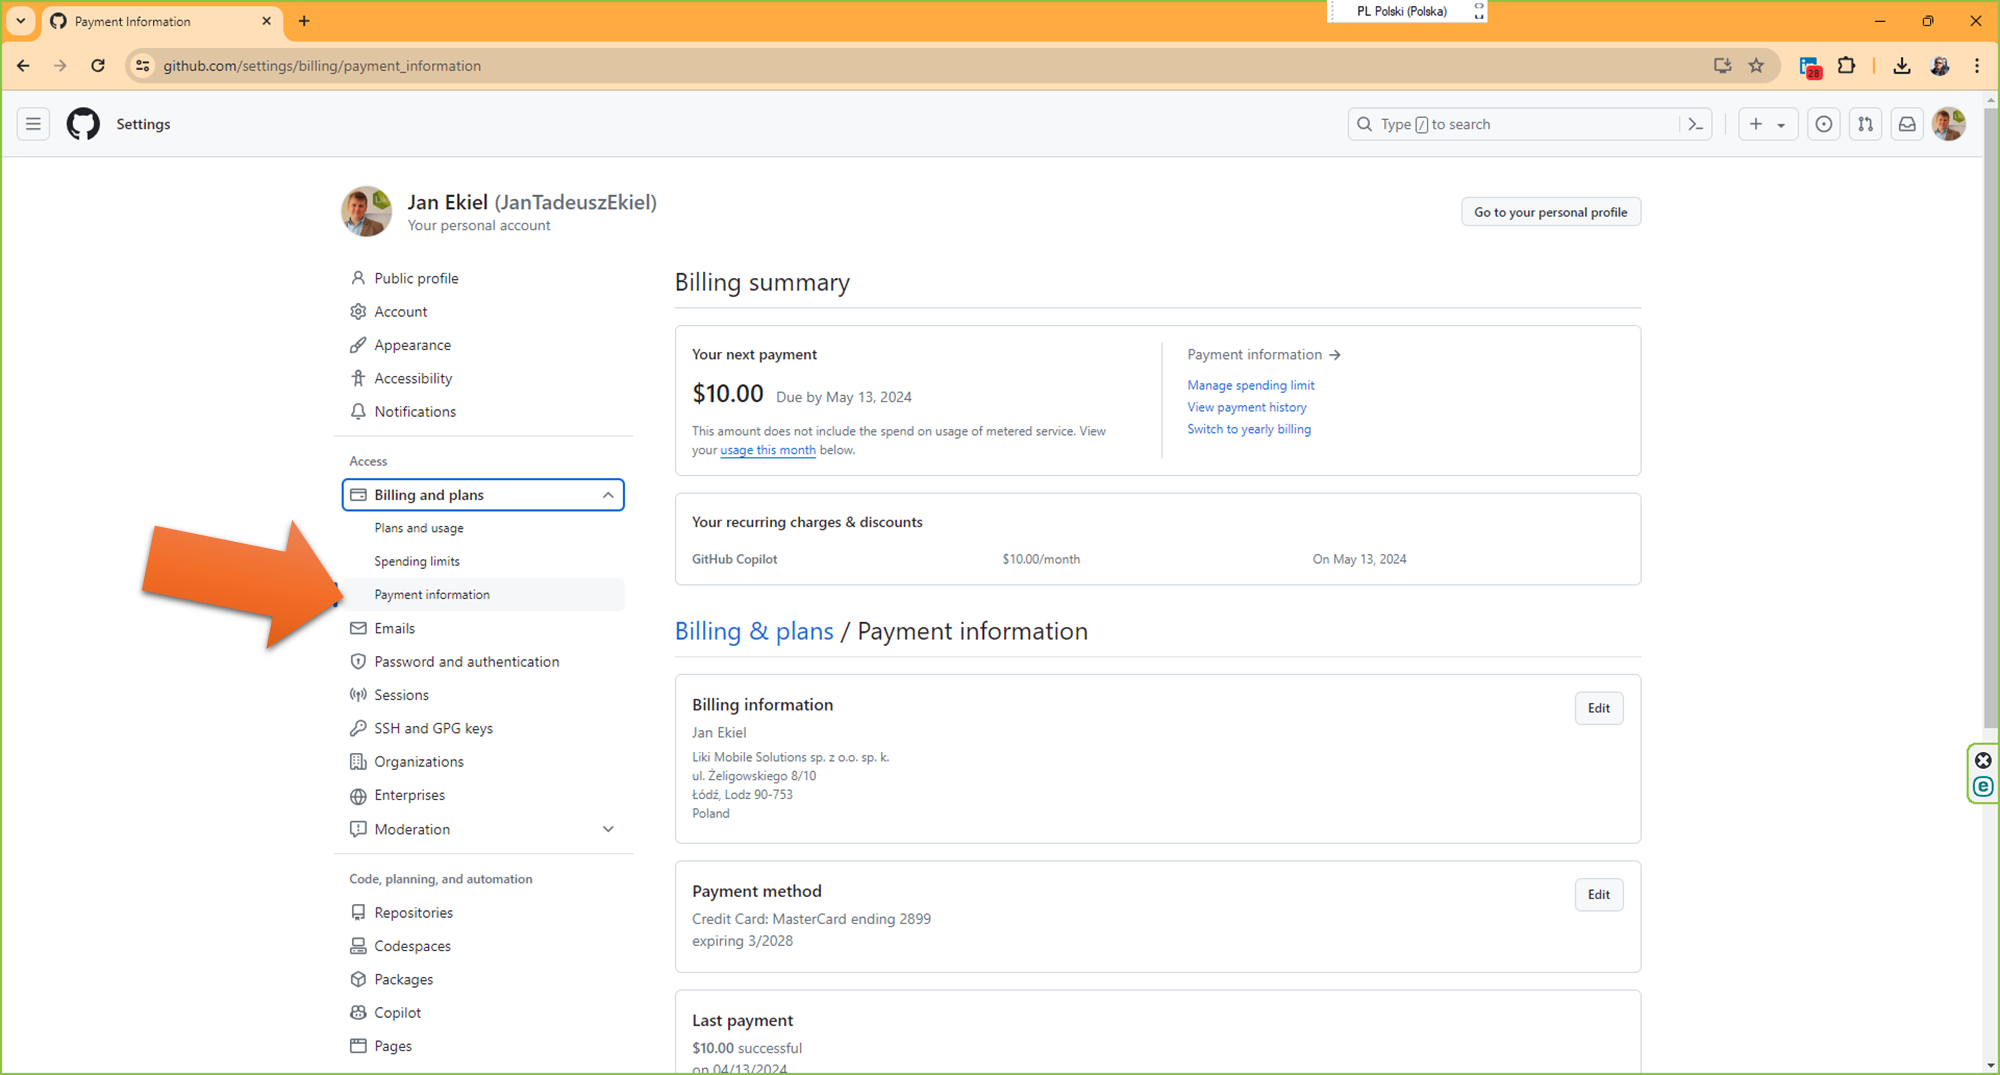 Payment Information
PL Polski (Polska)
github.com/settings/billing/payment_information
28
Settings
Type / to search
Jan Ekiel (JanTadeuszEkiel)
Your personal account
Go to your personal profile
Public profile
Account
Appearance
Accessibility
Notifications
Access
Billing and plans
Plans and usage
Spending limits
Payment information
Emails
Password and authentication
Sessions
SSH and GPG keys
Organizations
Enterprises
Moderation
Code, planning, and automation
Repositories
Codespaces
Packages
Copilot
Pages
Billing summary
Your next payment
$10.00 Due by May 13, 2024
This amount does not include the spend on usage of metered service. View
your usage this month below.
Payment information →
Manage spending limit
View payment history
Switch to yearly billing
Your recurring charges & discounts
GitHub Copilot $10.00/month On May 13, 2024
Billing & plans / Payment information
Billing information
Edit
Jan Ekiel
Liki Mobile Solutions sp. z o.o. sp. k.
ul. Żeligowskiego 8/10
Łódź, Lodz 90-753
Poland
Payment method
Edit
Credit Card: MasterCard ending 2899
expiring 3/2028
Last payment
$10.00 successful
on 04/13/2024